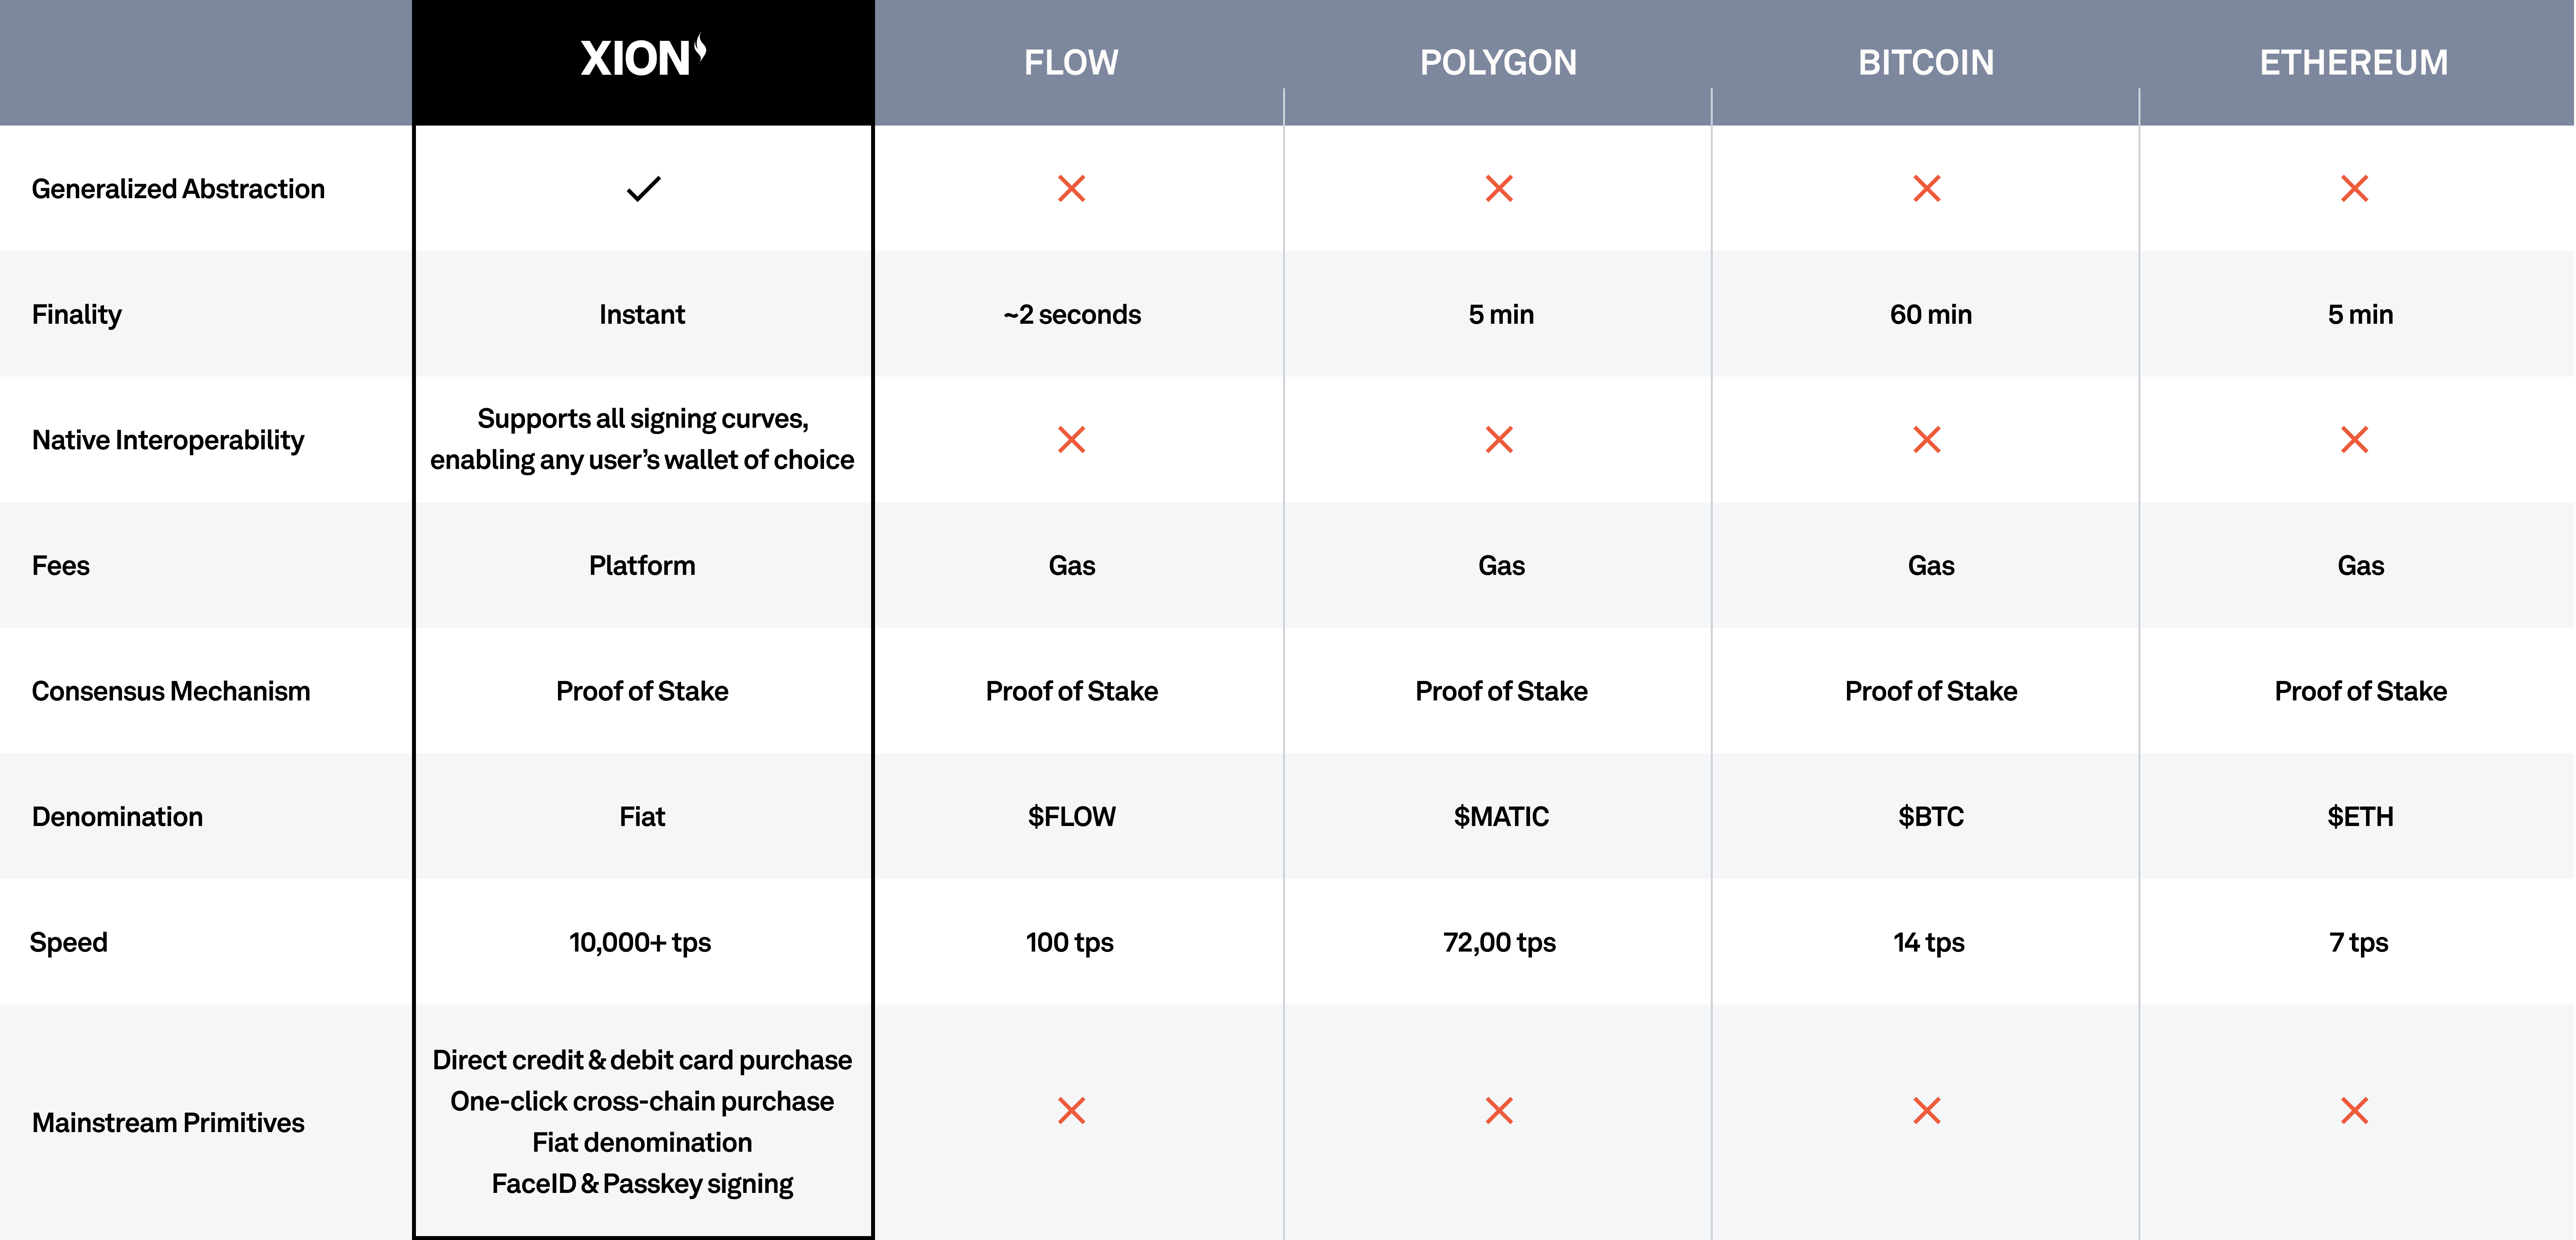 XION
FLOW
POLYGON
BITCOIN
ETHEREUM
Generalized Abstraction
Finality
Instant
~2 seconds
5 min
60 min
5 min
Native Interoperability
Supports all signing curves,
enabling any user’s wallet of choice
Fees
Platform
Gas
Gas
Gas
Gas
Consensus Mechanism
Proof of Stake
Proof of Stake
Proof of Stake
Proof of Stake
Proof of Stake
Denomination
Fiat
$FLOW
$MATIC
$BTC
$ETH
Speed
10,000+ tps
100 tps
72,00 tps
14 tps
7 tps
Mainstream Primitives
Direct credit & debit card purchase
One-click cross-chain purchase
Fiat denomination
FaceID & Passkey signing